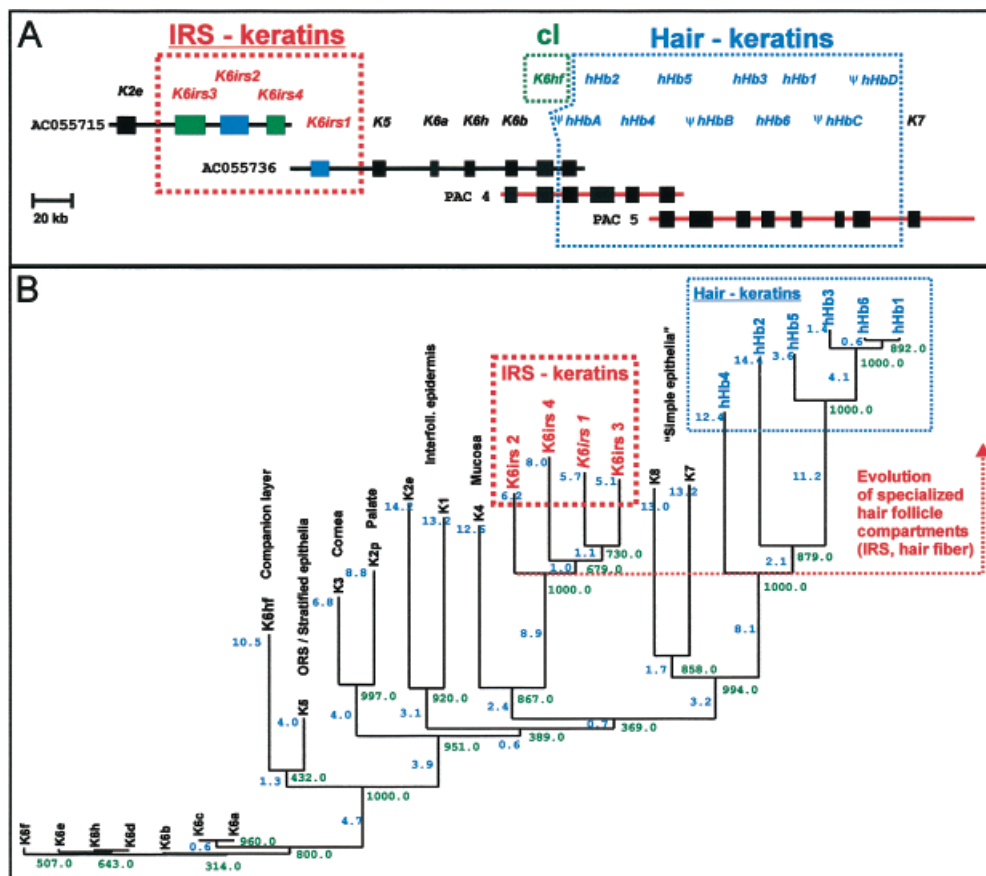 A
IRS - keratins
cl
Hair - keratins
K6irs2
K6hf
hHb2
hHb5
hHb3
hHb1
Ψ hHbD
K2e
K6irs3
K6irs4
AC055715
K6irs1
K5
K6a
K6h
K6b
Ψ hHbA
hHb4
Ψ hHbB
hHb6
Ψ hHbC
K7
AC055736
20 kb
PAC 4
PAC 5
B
Hair - keratins
hHb3
hHb6
hHb1
1.4
0.6
892.0
hHb2
hHb5
14.4
3.6
1000.0
4.1
hHb4
12.4
1000.0
IRS - keratins
K6irs 2
K6irs 4
K6irs 1
K6irs 3
6.2
8.0
5.7
5.1
"Simple epithelia"
K8
K7
13.0
13.2
11.2
Evolution
of specialized
hair follicle
compartments
(IRS, hair fiber)
Interfoll. epidermis
K2e
K1
14.2
13.2
Mucosa
K4
12.5
1.1
730.0
1.0
679.0
2.1
879.0
1000.0
1000.0
Companion layer
K6hf
10.5
ORS / Stratified epithelia
K5
4.0
Cornea
K3
6.8
Palate
K2p
8.8
8.9
8.1
1.7
858.0
994.0
997.0
920.0
867.0
4.0
3.1
2.4
3.2
0.7
369.0
389.0
0.6
951.0
3.9
1.3
432.0
1000.0
4.7
K6f
K6e
K6h
K6d
K6b
K6c
K6a
0.6
960.0
800.0
507.0
643.0
314.0